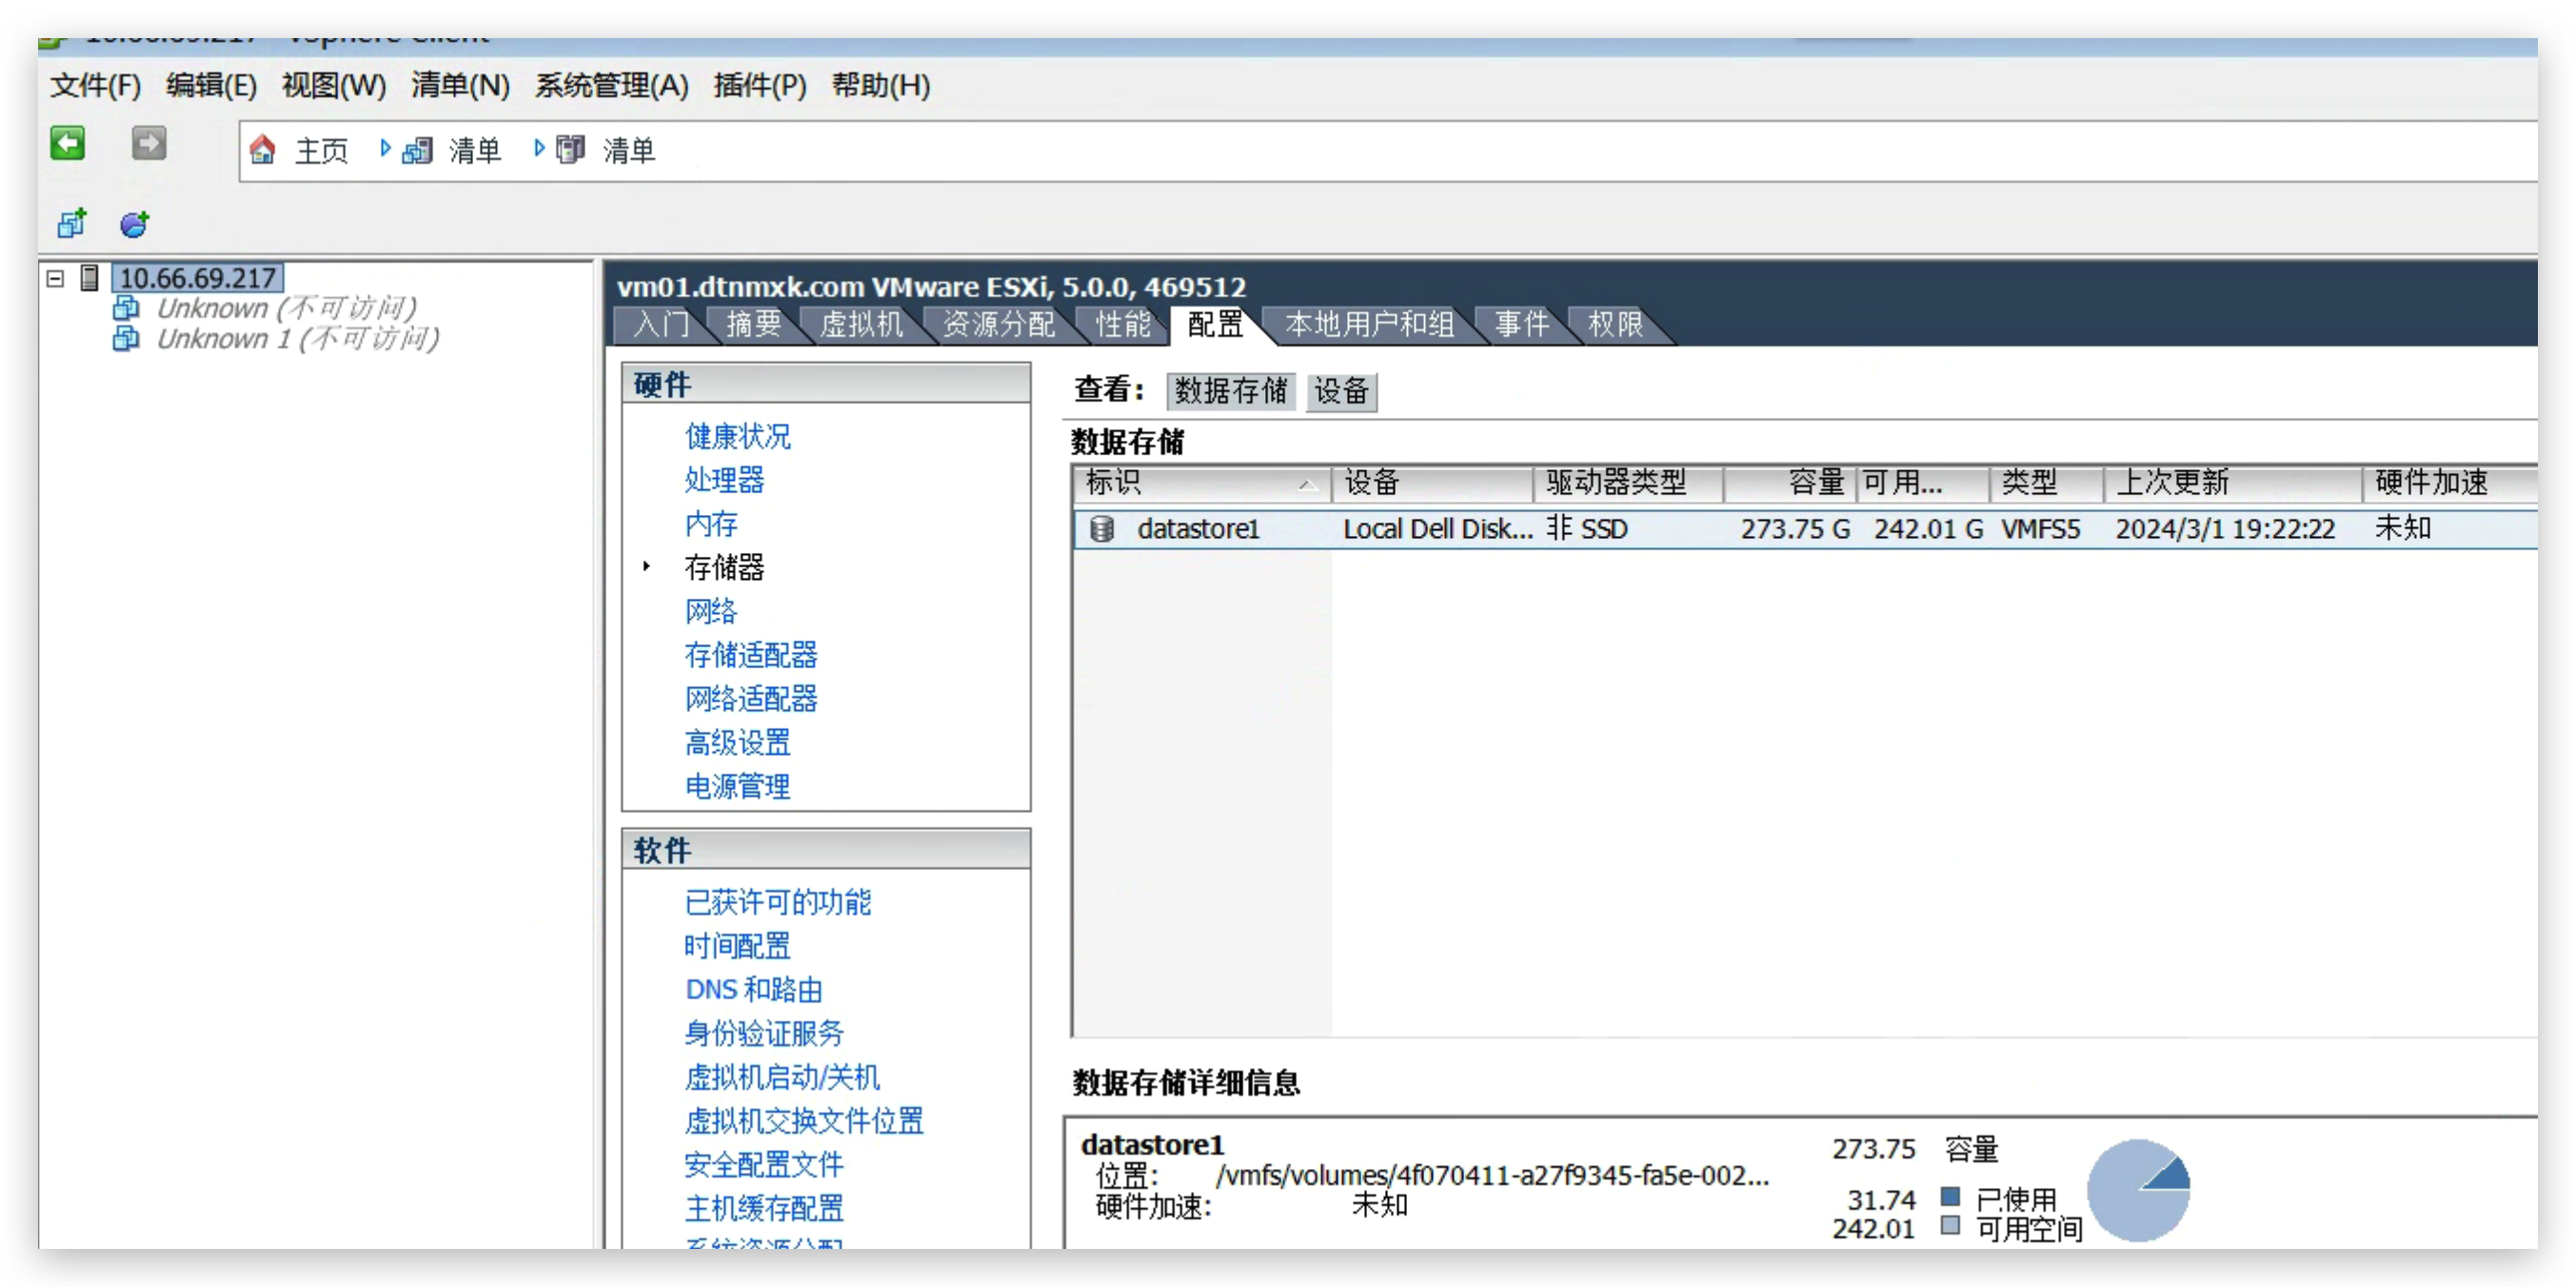 10.66.69.217 - vSphere Client
文件(F) 编辑(E) 视图(W) 清单(N) 系统管理(A) 插件(P) 帮助(H)
主页 清单 清单
10.66.69.217
Unknown (不可访问)
Unknown 1 (不可访问)
vm01.dtnmxk.com VMware ESXi, 5.0.0, 469512
入门 摘要 虚拟机 资源分配 性能 配置 本地用户和组 事件 权限
硬件
健康状况
处理器
内存
存储器
网络
存储适配器
网络适配器
高级设置
电源管理
软件
已获许可的功能
时间配置
DNS 和路由
身份验证服务
虚拟机启动/关机
虚拟机交换文件位置
安全配置文件
主机缓存配置
系统资源分配
查看: 数据存储 设备
数据存储
标识 设备 驱动器类型 容量 可用... 类型 上次更新 硬件加速
datastore1 Local Dell Disk... 非 SSD 273.75 G 242.01 G VMFS5 2024/3/1 19:22:22 未知
数据存储详细信息
datastore1
位置: /vmfs/volumes/4f070411-a27f9345-fa5e-002...
硬件加速: 未知
273.75 容量
31.74 已使用
242.01 可用空间